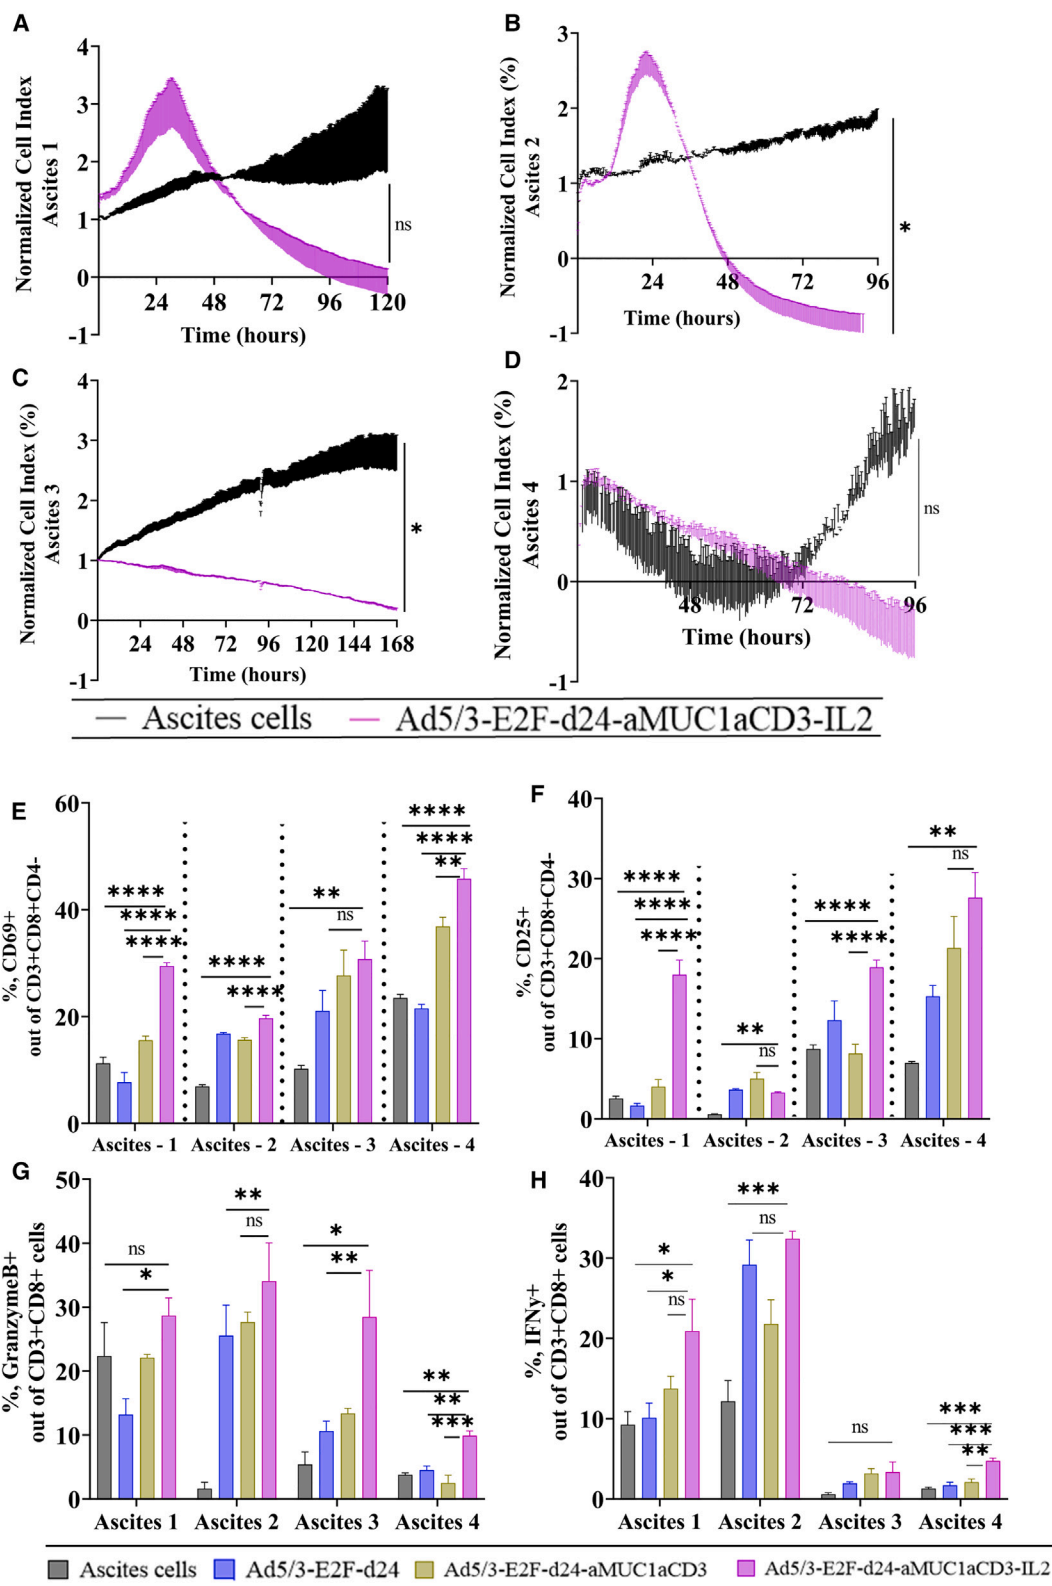 A
Normalized Cell Index
Ascites 1
4
3
2
1
0
-1
24
48
72
96
120
Time (hours)
ns
B
Normalized Cell Index (%)
Ascites 2
3
2
1
0
-1
24
48
72
96
Time (hours)
*
C
Normalized Cell Index (%)
Ascites 3
4
3
2
1
0
-1
24
48
72
96
120
144
168
Time (hours)
*
D
Normalized Cell Index (%)
Ascites 4
2
1
0
-1
48
72
96
Time (hours)
ns
Ascites cells
Ad5/3-E2F-d24-aMUC1aCD3-IL2
E
%, CD69+
out of CD3+CD8+CD4-
60
40
20
0
****
****
****
****
****
**
ns
****
****
**
Ascites - 1
Ascites - 2
Ascites - 3
Ascites - 4
F
%, CD25+
out of CD3+CD8+CD4-
40
30
20
10
0
****
****
****
**
ns
****
****
**
ns
Ascites - 1
Ascites - 2
Ascites - 3
Ascites - 4
G
%, GranzymeB+
out of CD3+CD8+ cells
50
40
30
20
10
0
ns
*
**
ns
*
**
**
**
***
Ascites 1
Ascites 2
Ascites 3
Ascites 4
H
%, IFNy+
out of CD3+CD8+ cells
40
30
20
10
0
*
*
ns
***
ns
ns
***
***
**
Ascites 1
Ascites 2
Ascites 3
Ascites 4
Ascites cells
Ad5/3-E2F-d24
Ad5/3-E2F-d24-aMUC1aCD3
Ad5/3-E2F-d24-aMUC1aCD3-IL2